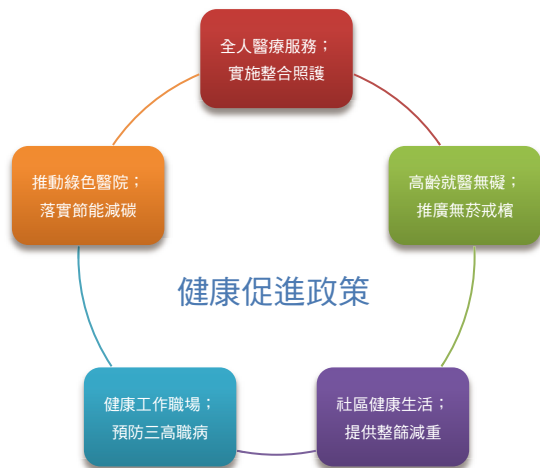 全人醫療服務；
實施整合照護
高齡就醫無礙；
推廣無菸戒檳
社區健康生活；
提供整篩減重
健康工作職場；
預防三高職病
推動綠色醫院；
落實節能減碳
健康促進政策